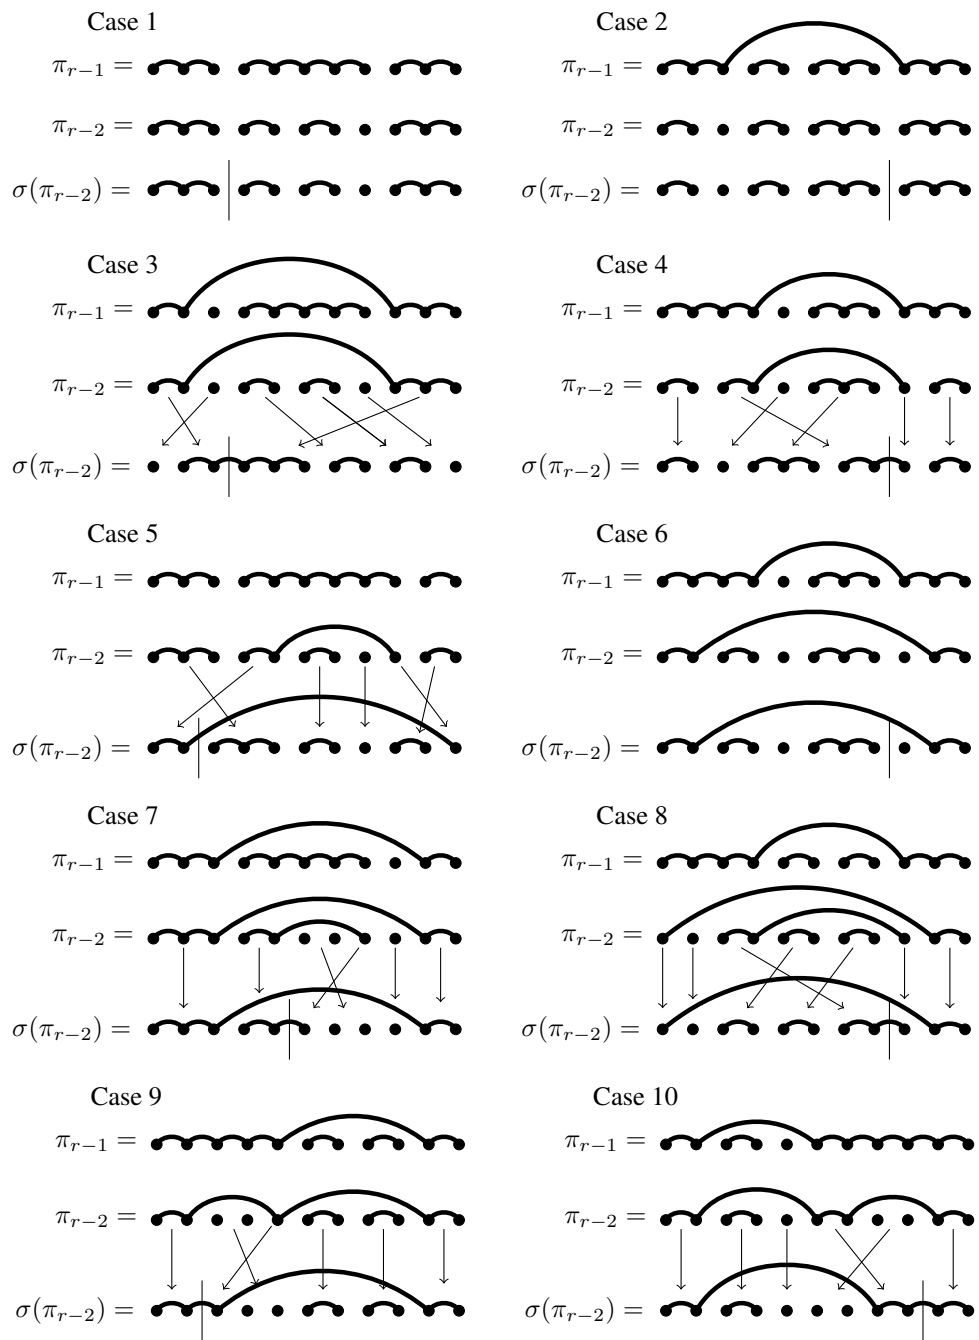 Case 1
π_{r−1} =
π_{r−2} =
σ(π_{r−2}) =
Case 2
π_{r−1} =
π_{r−2} =
σ(π_{r−2}) =
Case 3
π_{r−1} =
π_{r−2} =
σ(π_{r−2}) =
Case 4
π_{r−1} =
π_{r−2} =
σ(π_{r−2}) =
Case 5
π_{r−1} =
π_{r−2} =
σ(π_{r−2}) =
Case 6
π_{r−1} =
π_{r−2} =
σ(π_{r−2}) =
Case 7
π_{r−1} =
π_{r−2} =
σ(π_{r−2}) =
Case 8
π_{r−1} =
π_{r−2} =
σ(π_{r−2}) =
Case 9
π_{r−1} =
π_{r−2} =
σ(π_{r−2}) =
Case 10
π_{r−1} =
π_{r−2} =
σ(π_{r−2}) =